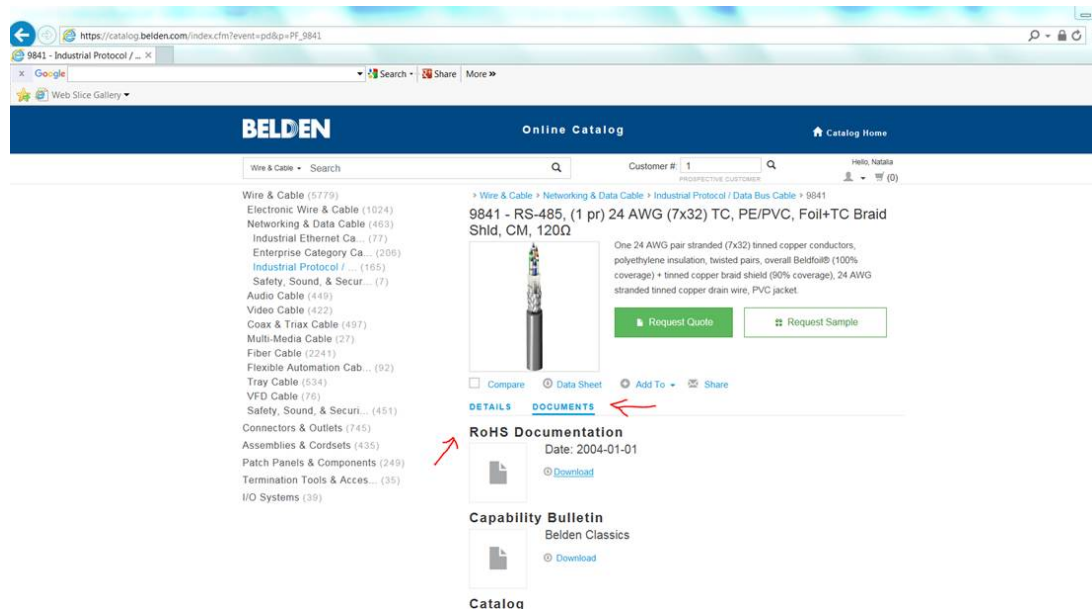 https://catalog.belden.com/index.cfm?event=pd&p=PF_9841
9841 - Industrial Protocol / ... ×
x Google Search Share More »
Web Slice Gallery
BELDEN Online Catalog Catalog Home
Wire & Cable Search Customer #: 1 Hello, Natalia
PROSPECTIVE CUSTOMER (0)
Wire & Cable (5779)
Electronic Wire & Cable (1024)
Networking & Data Cable (463)
Industrial Ethernet Ca... (77)
Enterprise Category Ca... (206)
Industrial Protocol / ... (165)
Safety, Sound, & Secur... (7)
Audio Cable (449)
Video Cable (422)
Coax & Triax Cable (497)
Multi-Media Cable (27)
Fiber Cable (2241)
Flexible Automation Cab... (92)
Tray Cable (534)
VFD Cable (76)
Safety, Sound, & Securi... (451)
Connectors & Outlets (745)
Assemblies & Cordsets (435)
Patch Panels & Components (249)
Termination Tools & Acces... (35)
I/O Systems (39)
» Wire & Cable » Networking & Data Cable » Industrial Protocol / Data Bus Cable » 9841
9841 - RS-485, (1 pr) 24 AWG (7x32) TC, PE/PVC, Foil+TC Braid
Shld, CM, 120Ω
One 24 AWG pair stranded (7x32) tinned copper conductors,
polyethylene insulation, twisted pairs, overall Beldfoil® (100%
coverage) + tinned copper braid shield (90% coverage), 24 AWG
stranded tinned copper drain wire, PVC jacket.
Request Quote Request Sample
Compare Data Sheet Add To Share
DETAILS DOCUMENTS
RoHS Documentation
Date: 2004-01-01
Download
Capability Bulletin
Belden Classics
Download
Catalog